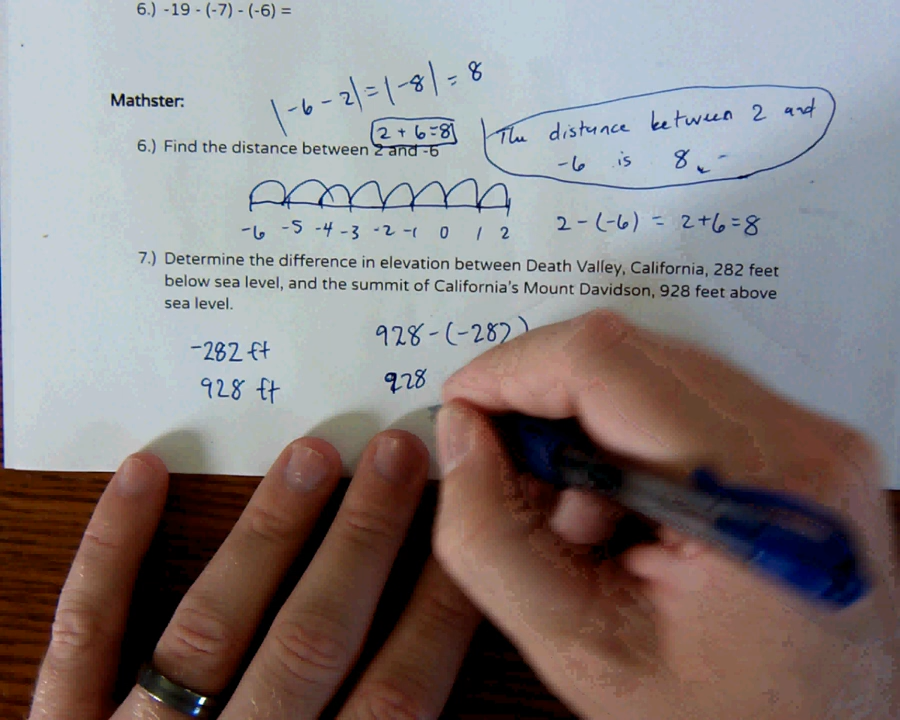 6.) -19 - (-7) - (-6) =
|-6 - 2| = |-8| = 8
Mathster:
2 + 6 = 8
6.) Find the distance between 2 and -6
The distance between 2 and
-6 is 8
-6 -5 -4 -3 -2 -1 0 1 2
2 - (-6) = 2 + 6 = 8
7.) Determine the difference in elevation between Death Valley, California, 282 feet
below sea level, and the summit of California's Mount Davidson, 928 feet above
sea level.
-282 ft
928 - (-282)
928 ft
928